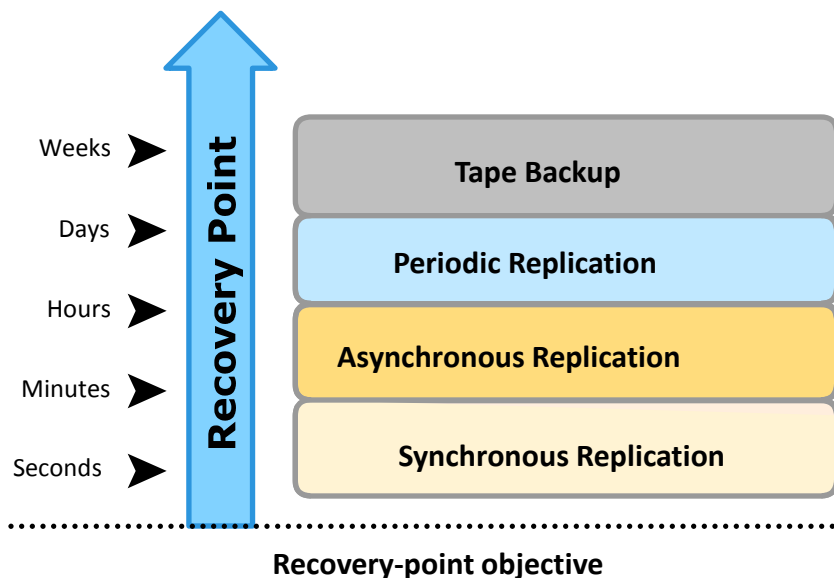 Weeks
Days
Hours
Minutes
Seconds
Recovery Point
Tape Backup
Periodic Replication
Asynchronous Replication
Synchronous Replication
Recovery-point objective